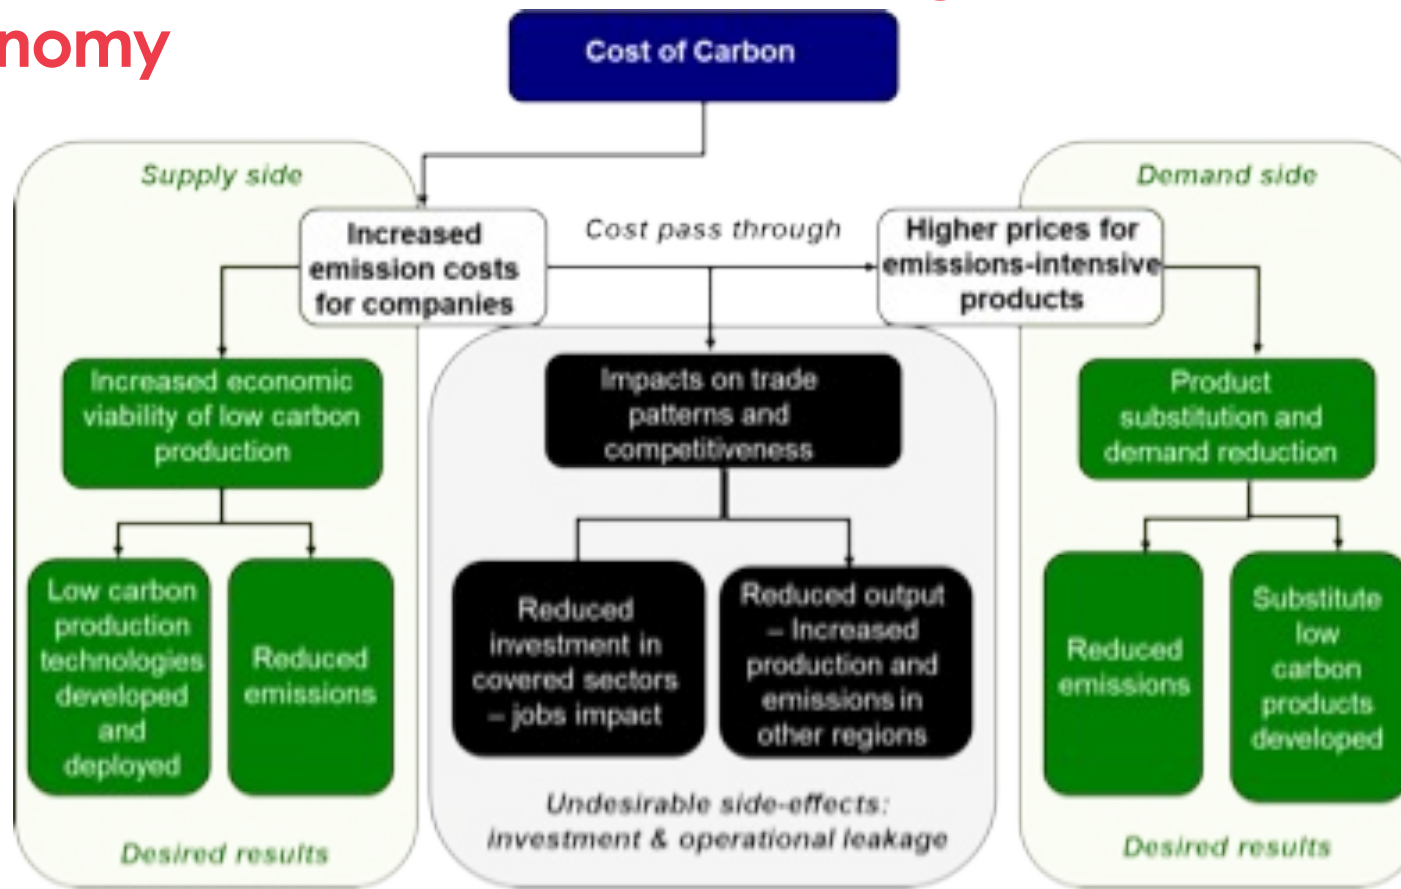 nomy
Cost of Carbon
Supply side
Demand side
Increased
emission costs
for companies
Cost pass through
Higher prices for
emissions-intensive
products
Increased economic
viability of low carbon
production
Impacts on trade
patterns and
competitiveness
Product
substitution and
demand reduction
Low carbon
production
technologies
developed
and
deployed
Reduced
emissions
Reduced
investment in
covered sectors
– jobs impact
Reduced output
– Increased
production and
emissions in
other regions
Reduced
emissions
Substitute
low
carbon
products
developed
Undesirable side-effects:
Investment & operational leakage
Desired results
Desired results